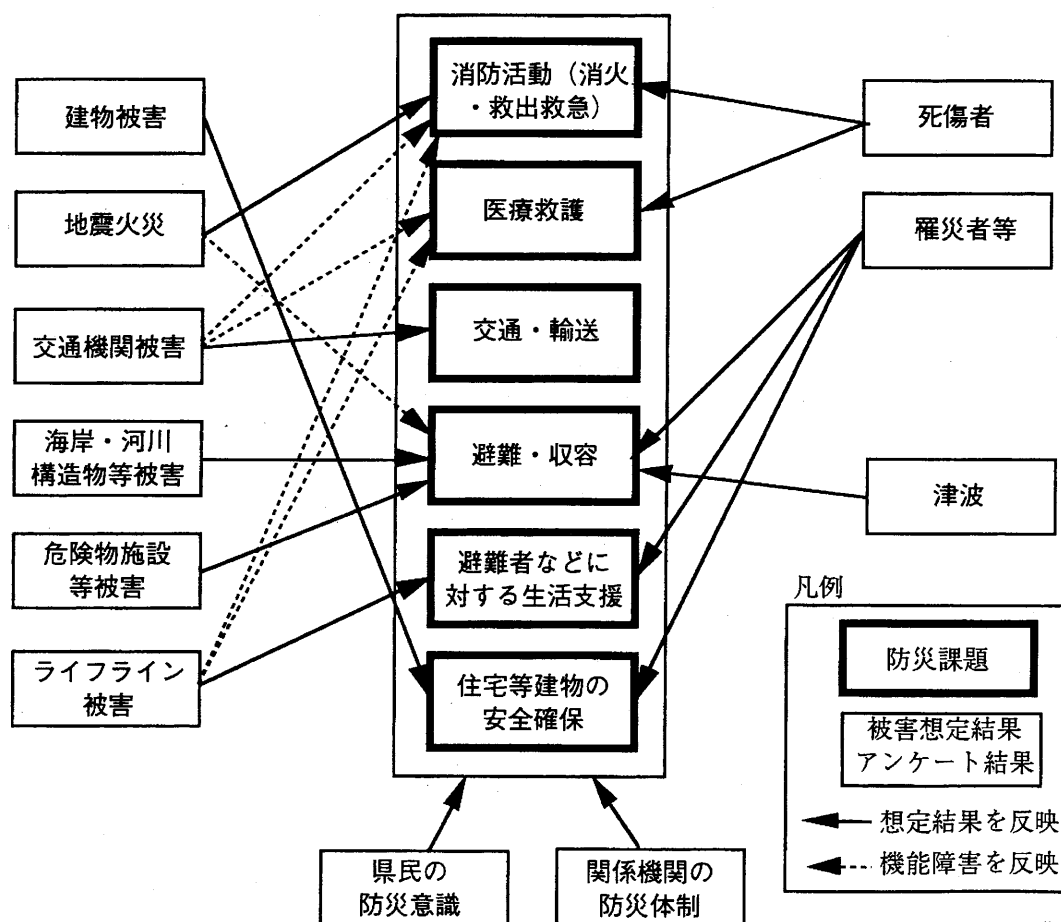 建物被害
地震火災
交通機関被害
海岸・河川
構造物等被害
危険物施設
等被害
ライフライン
被害
消防活動（消火
・救出救急）
医療救護
交通・輸送
避難・収容
避難者などに
対する生活支援
住宅等建物の
安全確保
死傷者
罹災者等
津波
県民の
防災意識
関係機関の
防災体制
凡例
防災課題
被害想定結果
アンケート結果
想定結果を反映
機能障害を反映